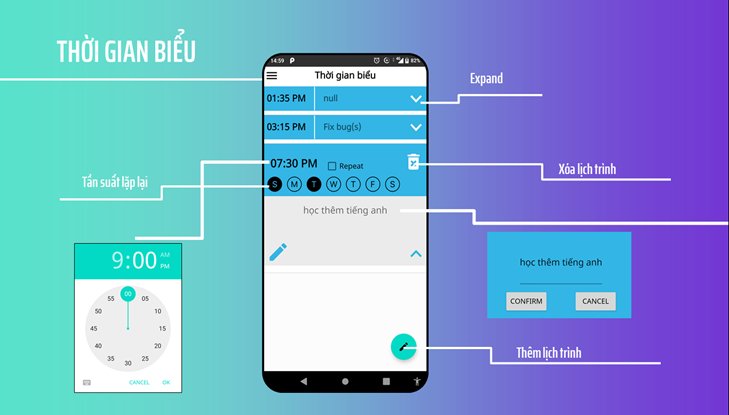 THỜI GIAN BIỂU
14:59
82%
Thời gian biểu
Expand
01:35 PM null
03:15 PM Fix bug(s)
07:30 PM Repeat
Xóa lịch trình
Tần suất lặp lại
S M T W T F S
học thêm tiếng anh
9:00 AM PM
00 05 10 15 20 25 30 35 40 45 50 55
CANCEL OK
học thêm tiếng anh
CONFIRM CANCEL
Thêm lịch trình